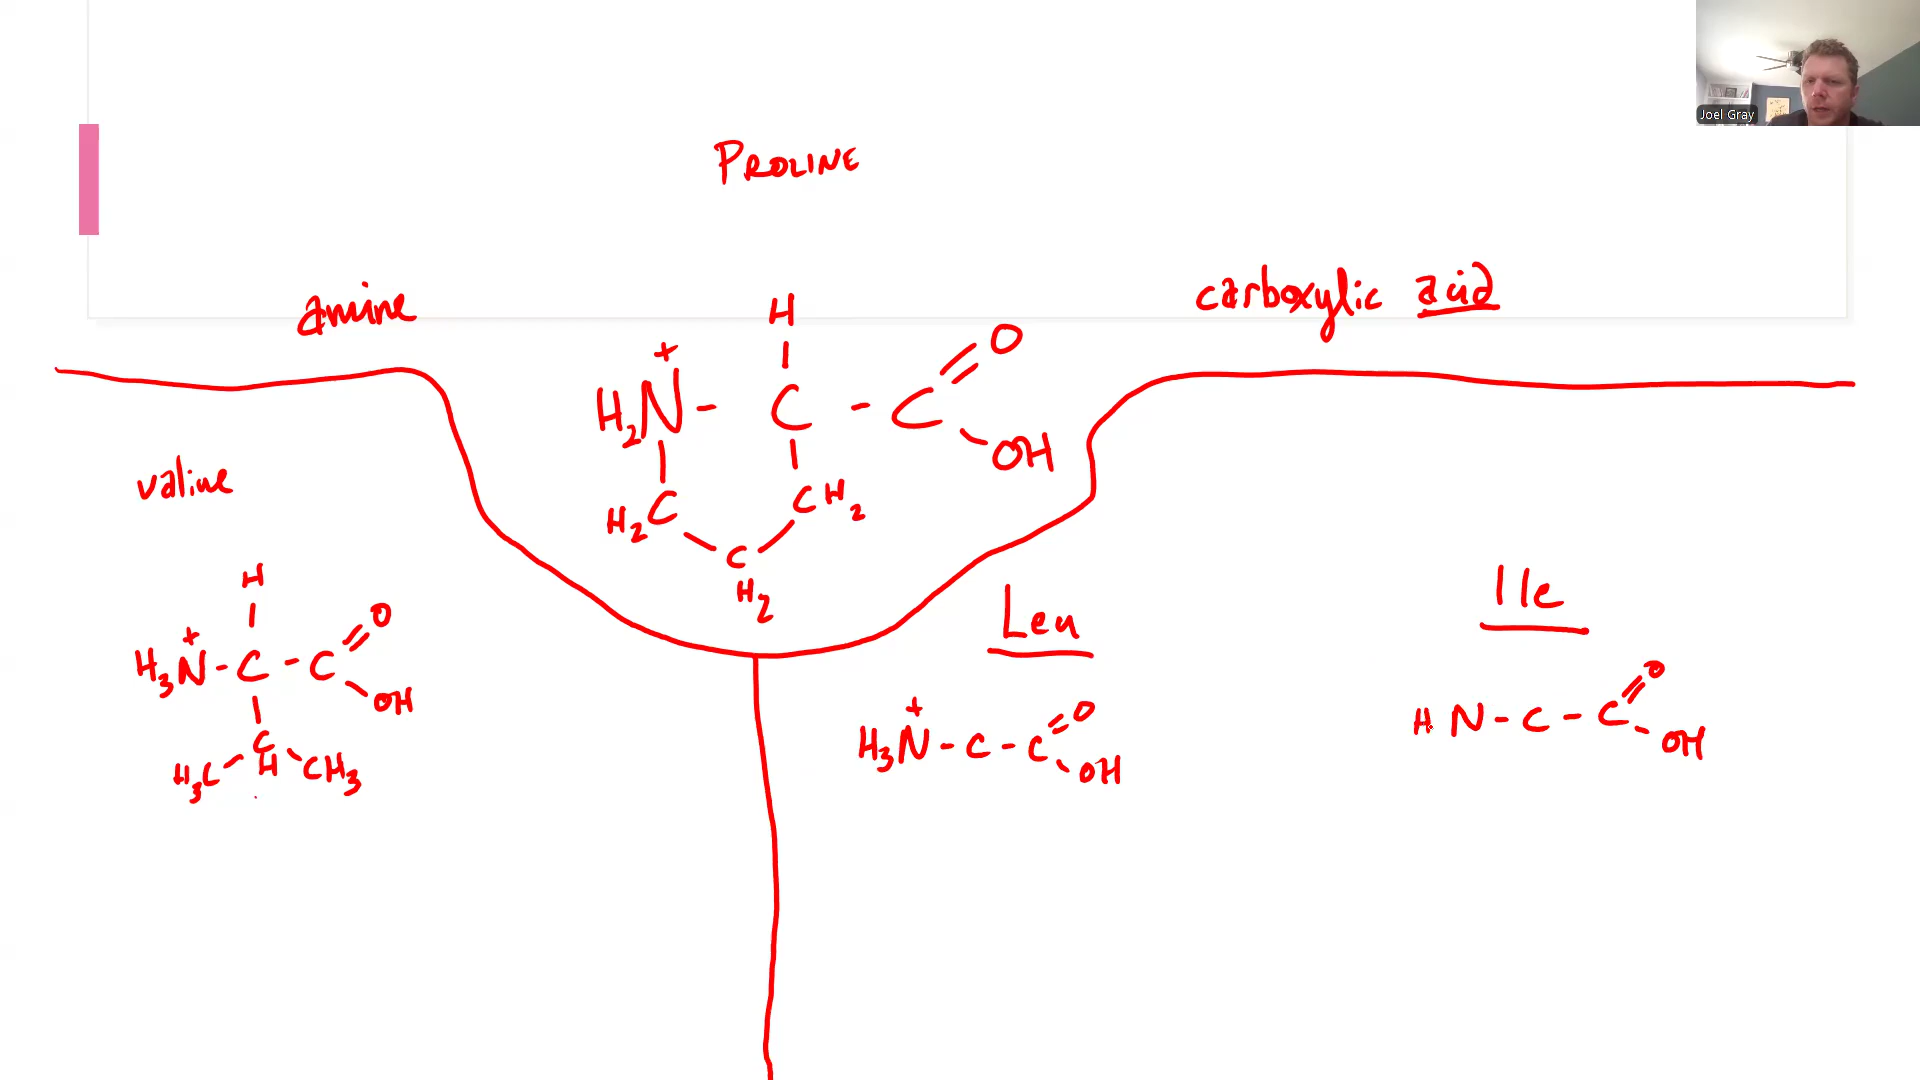 Joel Gray
PROLINE
amine
carboxylic acid
H
+
O
H2N - C - C
OH
H2C
CH2
C
H2
valine
H
+
O
H3N - C - C
OH
C
H3C H CH3
Leu
+
O
H3N - C - C
OH
Ile
O
HN - C - C
OH